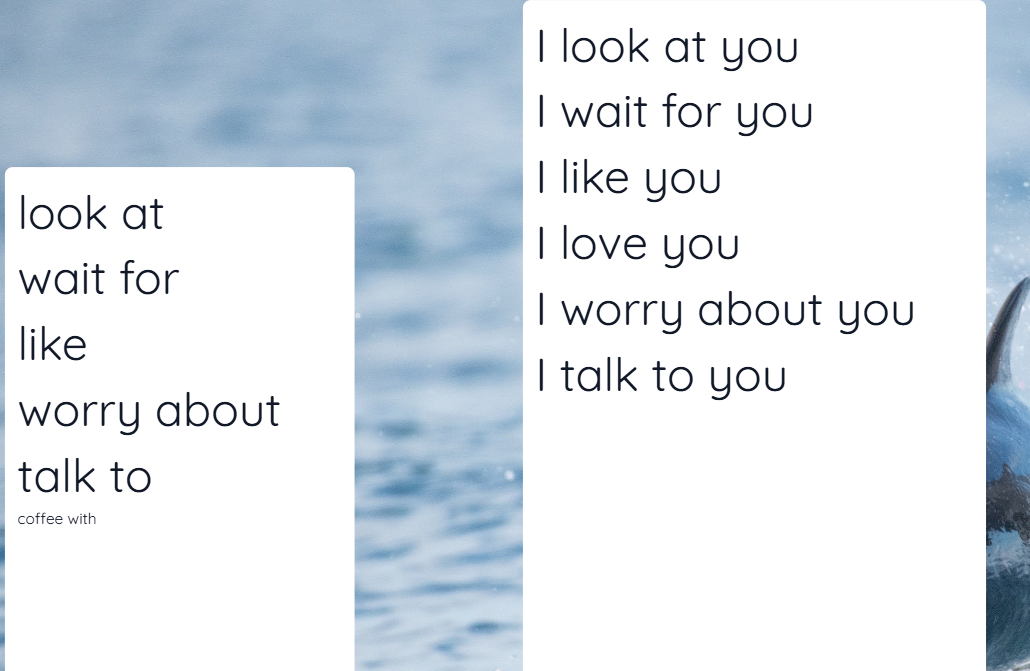 look at
wait for
like
worry about
talk to
coffee with
I look at you
I wait for you
I like you
I love you
I worry about you
I talk to you